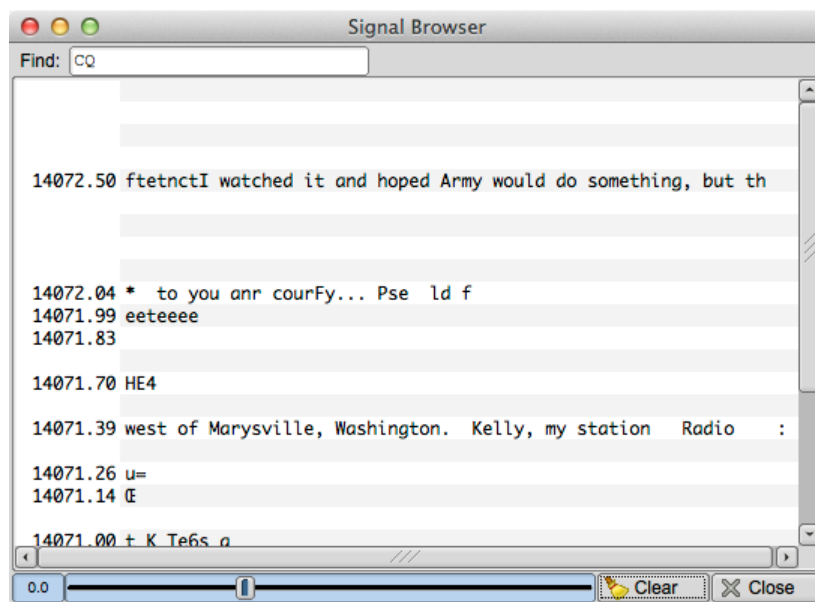 Signal Browser
Find: CQ
14072.50 ftetnctI watched it and hoped Army would do something, but th
14072.04 *  to you anr courFy... Pse  ld f
14071.99 eeteeee
14071.83
14071.70 HE4
14071.39 west of Marysville, Washington.  Kelly, my station   Radio   :
14071.26 u=
14071.14 Œ
14071.00 t K Te6s a
0.0 Clear Close